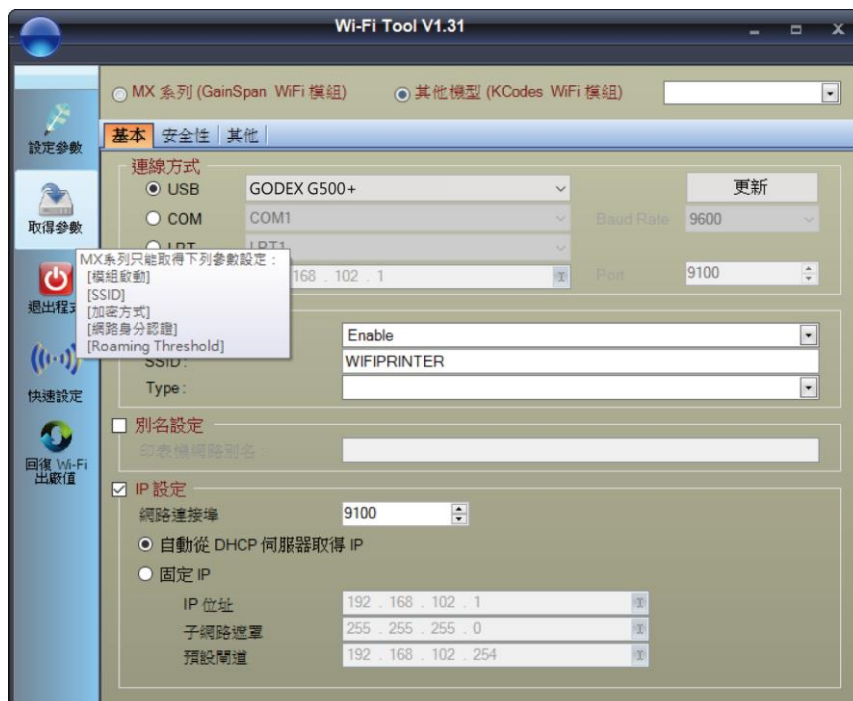 Wi-Fi Tool V1.31
MX 系列 (GainSpan WiFi 模組)
其他機型 (KCodes WiFi 模組)
設定參數
取得參數
退出程
快速設定
回復 Wi-Fi
出廠值
基本 安全性 其他
連線方式
USB GODEX G500+ 更新
COM COM1 Baud Rate 9600
LPT LPT1
168 . 102 . 1 Port 9100
MX系列只能取得下列參數設定：
[模組啟動]
[SSID]
[加密方式]
[網路身分認證]
[Roaming Threshold]
Enable
SSID : WIFIPRINTER
Type :
別名設定
印表機網路別名 :
IP 設定
網路連接埠 9100
自動從 DHCP 伺服器取得 IP
固定 IP
IP 位址 192 . 168 . 102 . 1
子網路遮罩 255 . 255 . 255 . 0
預設閘道 192 . 168 . 102 . 254